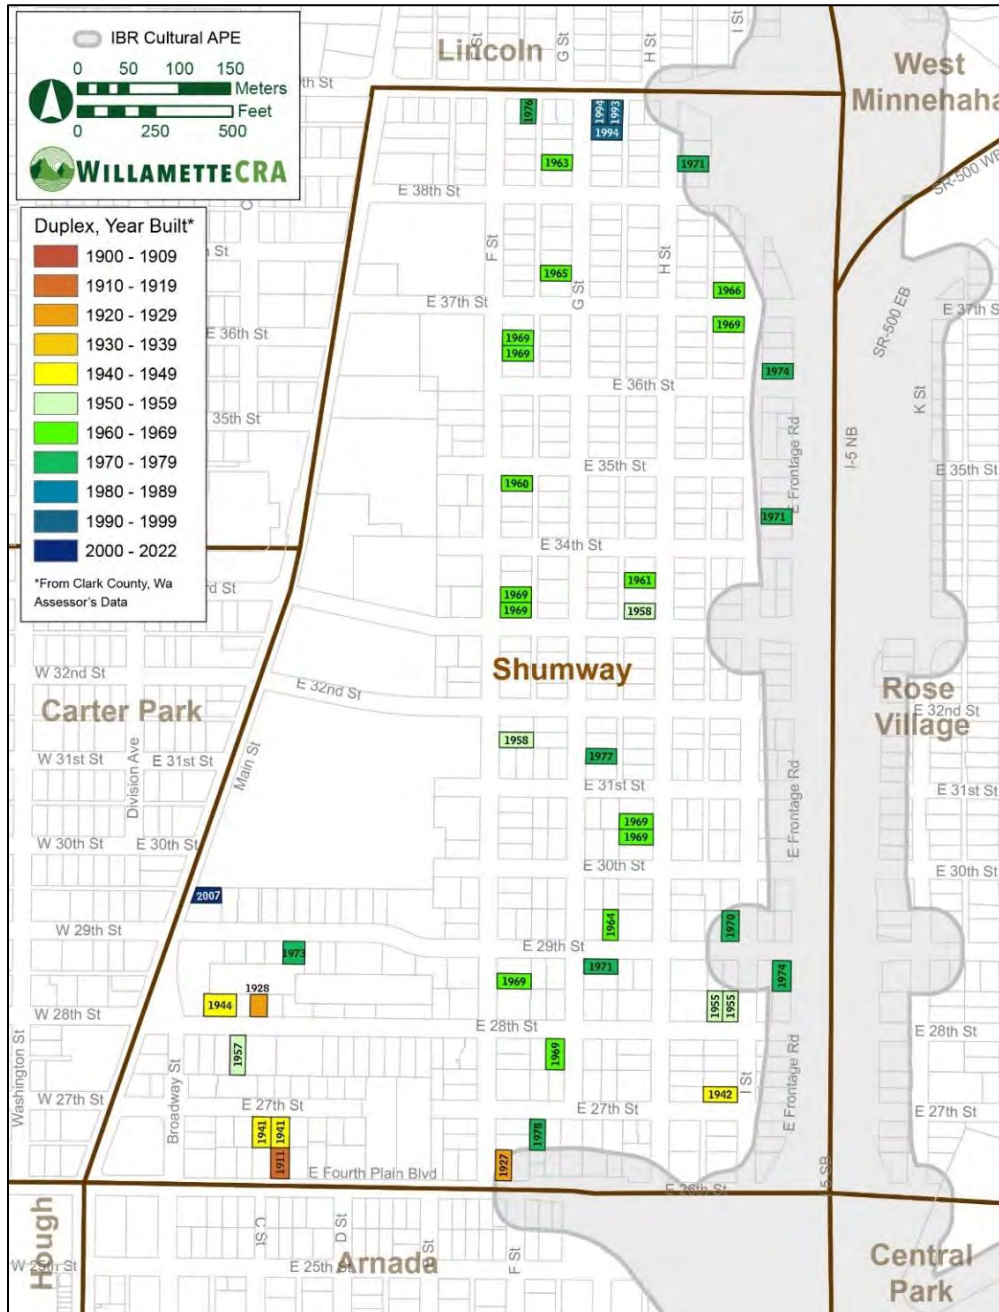 IBR Cultural APE
0 50 100 150
Meters
Feet
0 250 500
WILLAMETTECRA
Duplex, Year Built*
1900 - 1909
1910 - 1919
1920 - 1929
1930 - 1939
1940 - 1949
1950 - 1959
1960 - 1969
1970 - 1979
1980 - 1989
1990 - 1999
2000 - 2022
*From Clark County, Wa
Assessor's Data
Lincoln
G St
H St
I St
West
Minnehaha
SR-500 WB
1976
1994
1993
1994
1963
1971
E 38th St
F St
H St
1965
G St
1966
E 37th St
SR-500 EB
E 37th St
E 36th St
1969
1969
1969
1974
E 36th St
K St
35th St
I-5 NB
E Frontage Rd
E 35th St
E 35th St
1960
1971
E 34th St
1961
1969
1969
1958
rd St
Shumway
W 32nd St
E 32nd St
Rose
Village
E 32nd St
Carter Park
Division Ave
Main St
1958
1977
W 31st St
E 31st St
E 31st St
E 31st St
E Frontage Rd
1969
1969
W 30th St
E 30th St
E 30th St
E 30th St
2007
1964
1970
W 29th St
E 29th St
1973
1971
1974
1969
1928
1944
1955
1955
W 28th St
E 28th St
E 28th St
Washington St
Broadway St
1957
1969
E Frontage Rd
I St
1942
W 27th St
E 27th St
E 27th St
E 27th St
1941
1941
1978
1911
1927
E Fourth Plain Blvd
E 26th St
5 SB
Hough
C St
D St
F St
Arnada
W 25th St
E 25th St
Central
Park